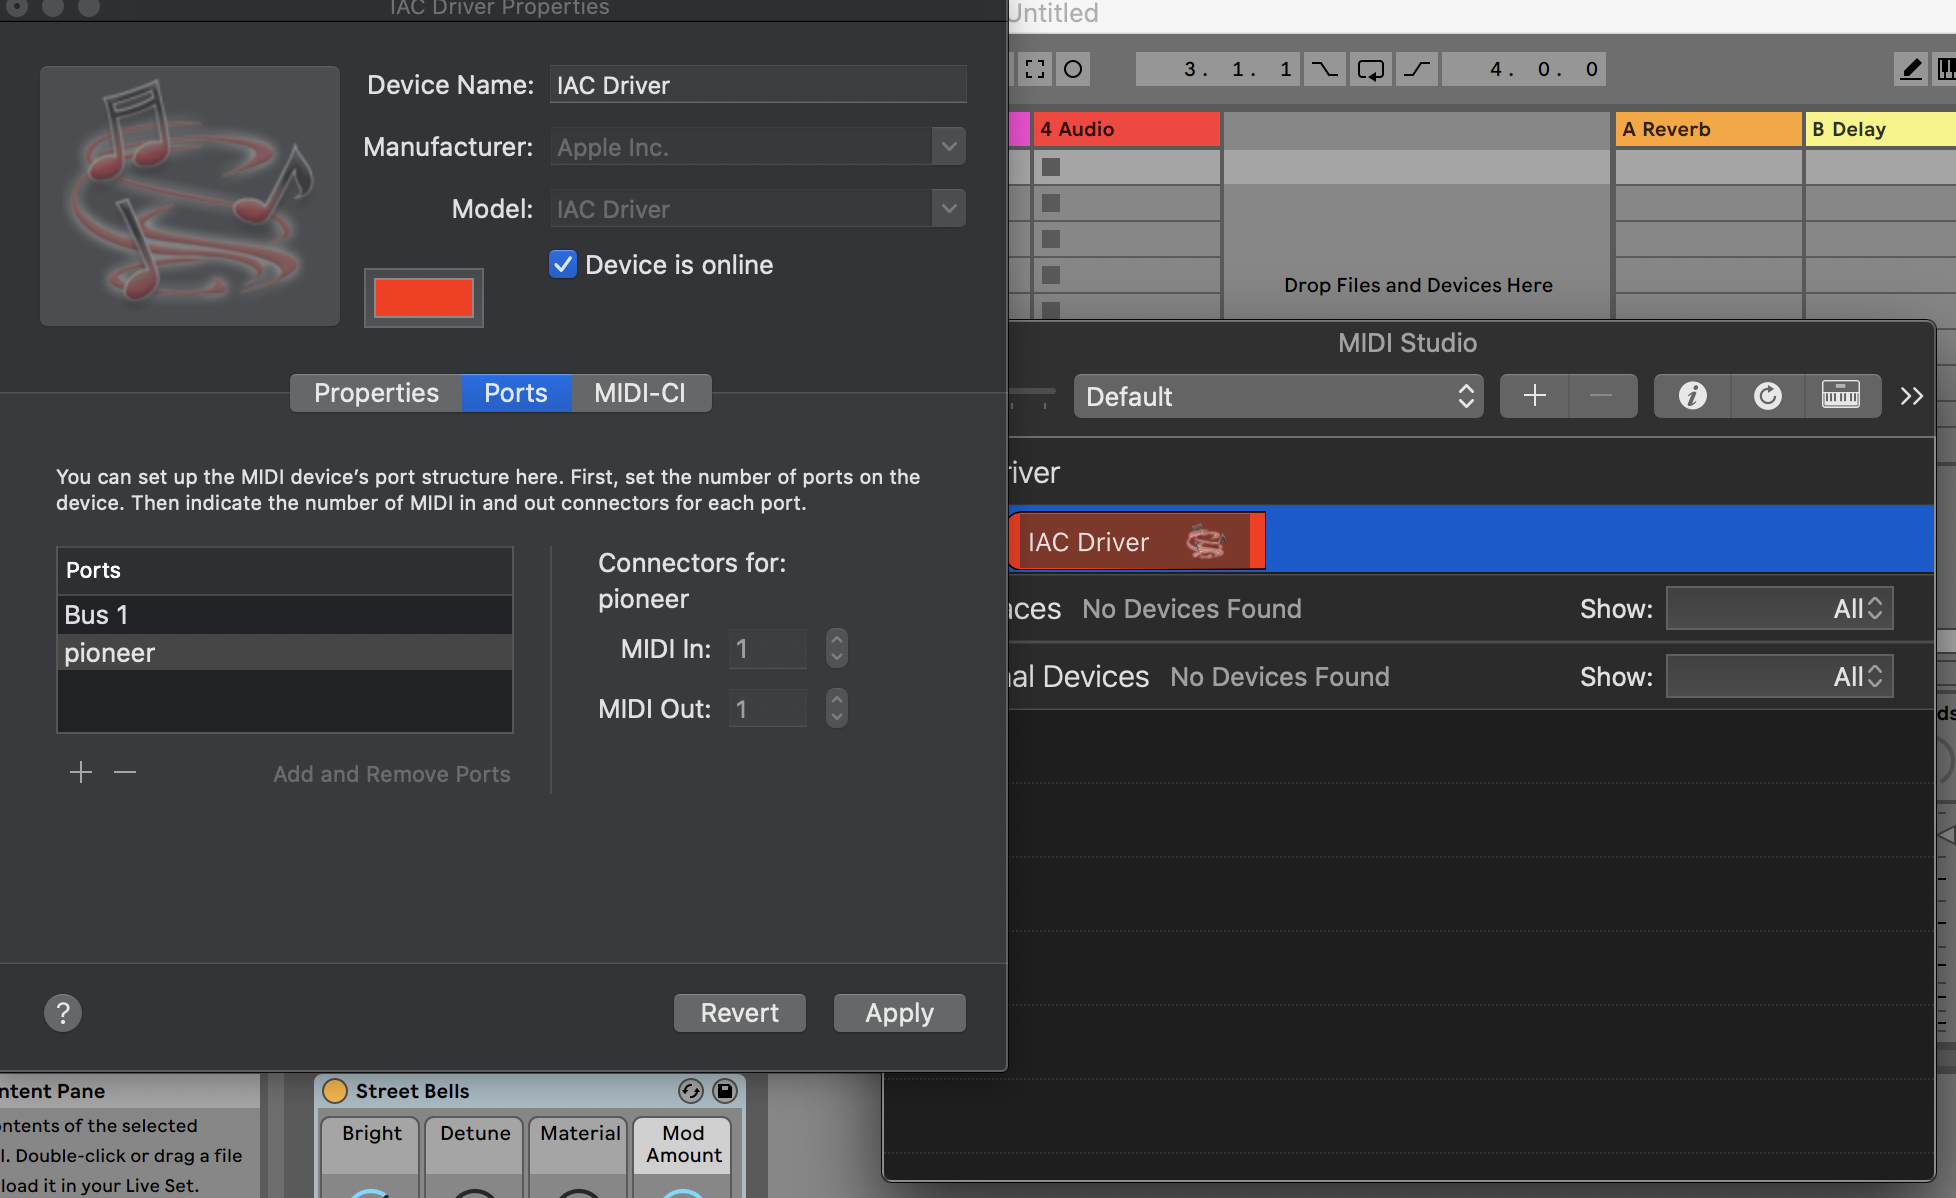 IAC Driver Properties
Untitled
Device Name: IAC Driver
Manufacturer: Apple Inc.
Model: IAC Driver
Device is online
Properties
Ports
MIDI-CI
You can set up the MIDI device’s port structure here. First, set the number of ports on the
device. Then indicate the number of MIDI in and out connectors for each port.
Ports
Bus 1
pioneer
Add and Remove Ports
Connectors for:
pioneer
MIDI In: 1
MIDI Out: 1
?
Revert
Apply
3. 1. 1
4. 0. 0
4 Audio
A Reverb
B Delay
Drop Files and Devices Here
MIDI Studio
Default
river
IAC Driver
aces No Devices Found Show: All
nal Devices No Devices Found Show: All
ds
ntent Pane
ontents of the selected
l. Double-click or drag a file
load it in your Live Set.
Street Bells
Bright
Detune
Material
Mod
Amount